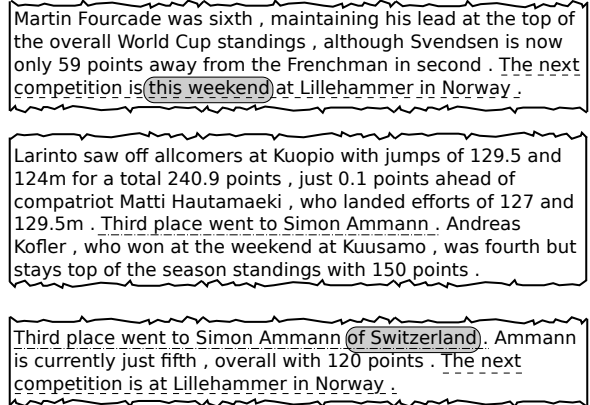 Martin Fourcade was sixth , maintaining his lead at the top of
the overall World Cup standings , although Svendsen is now
only 59 points away from the Frenchman in second . The next
competition is this weekend at Lillehammer in Norway .
Larinto saw off allcomers at Kuopio with jumps of 129.5 and
124m for a total 240.9 points , just 0.1 points ahead of
compatriot Matti Hautamaeki , who landed efforts of 127 and
129.5m . Third place went to Simon Ammann . Andreas
Kofler , who won at the weekend at Kuusamo , was fourth but
stays top of the season standings with 150 points .
Third place went to Simon Ammann of Switzerland . Ammann
is currently just fifth , overall with 120 points . The next
competition is at Lillehammer in Norway .